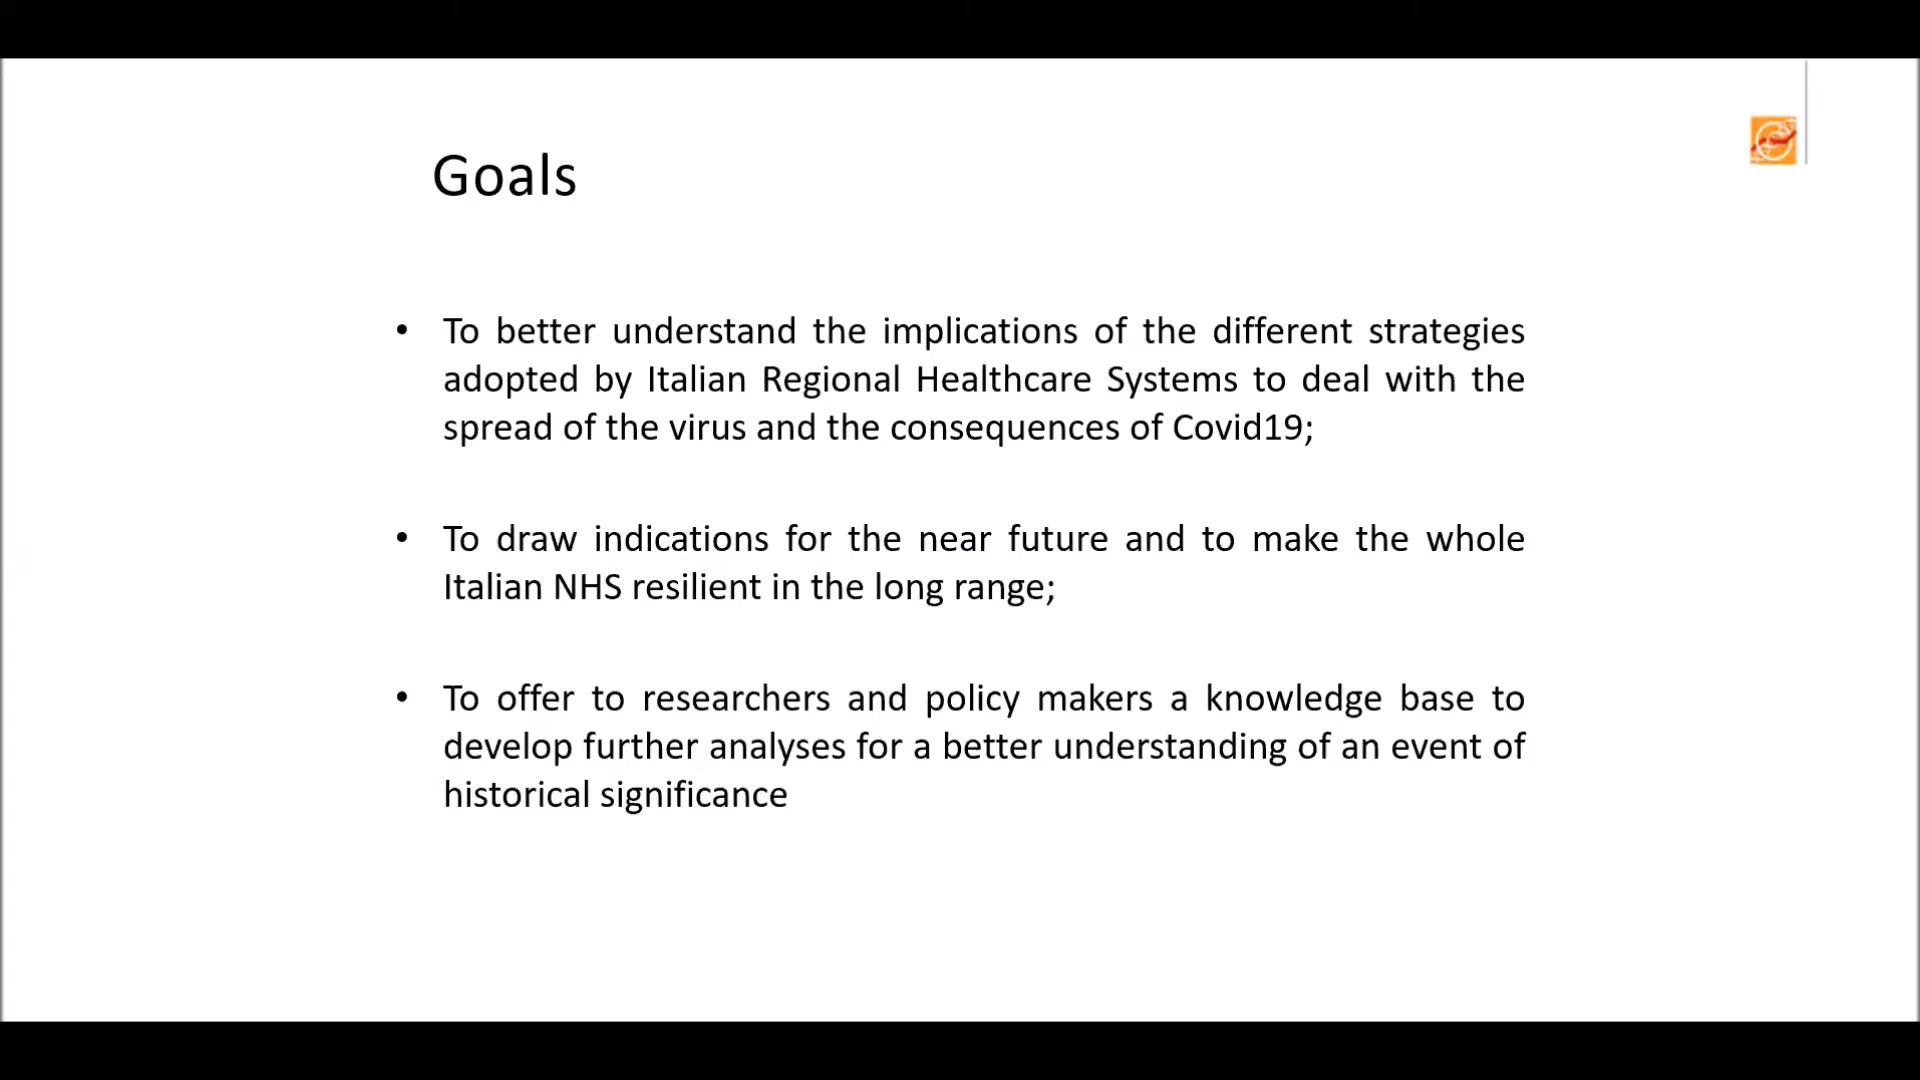 Goals
• To better understand the implications of the different strategies
adopted by Italian Regional Healthcare Systems to deal with the
spread of the virus and the consequences of Covid19;
• To draw indications for the near future and to make the whole
Italian NHS resilient in the long range;
• To offer to researchers and policy makers a knowledge base to
develop further analyses for a better understanding of an event of
historical significance